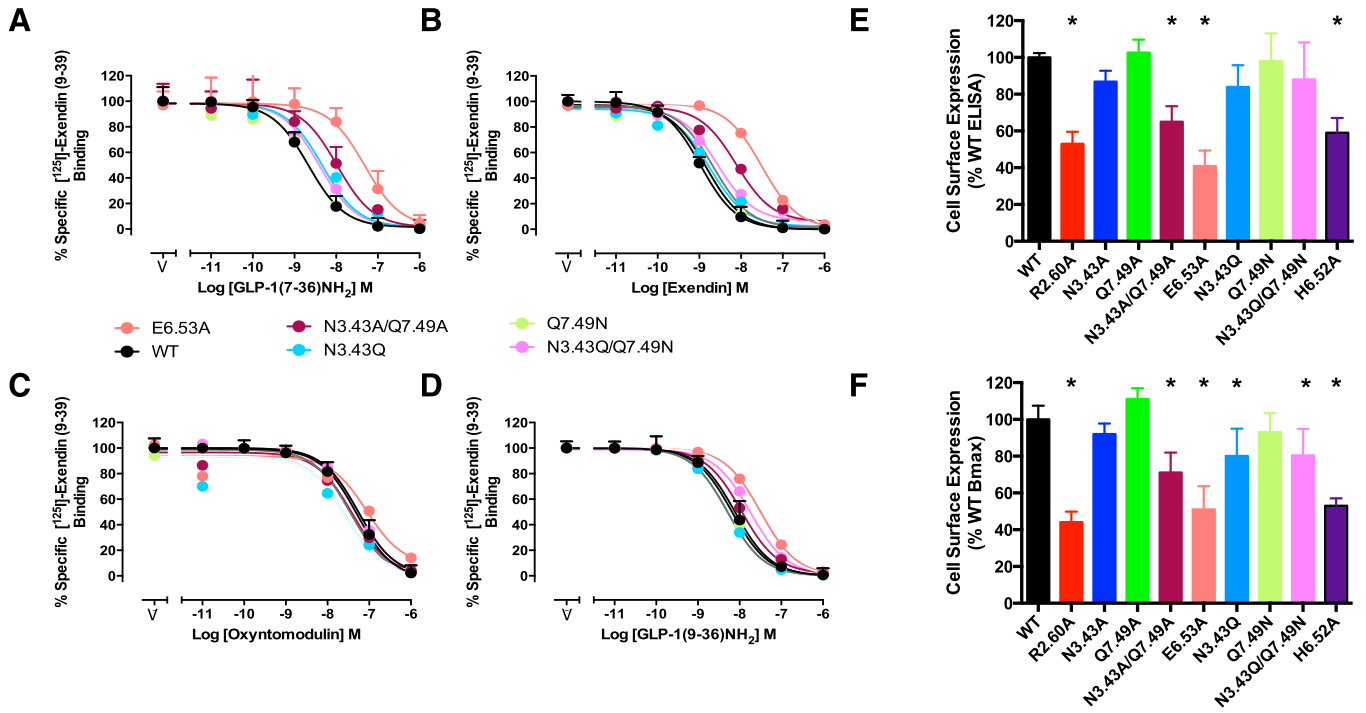 A
% Specific [125I]-Exendin (9-39)
Binding
120
100
80
60
40
20
0
V
-11
-10
-9
-8
-7
-6
Log [GLP-1(7-36)NH2] M
B
% Specific [125I]-Exendin (9-39)
Binding
120
100
80
60
40
20
0
V
-11
-10
-9
-8
-7
-6
Log [Exendin] M
E6.53A
WT
N3.43A/Q7.49A
N3.43Q
Q7.49N
N3.43Q/Q7.49N
C
% Specific [125I]-Exendin (9-39)
Binding
120
100
80
60
40
20
0
V
-11
-10
-9
-8
-7
-6
Log [Oxyntomodulin] M
D
% Specific [125I]-Exendin (9-39)
Binding
120
100
80
60
40
20
0
V
-11
-10
-9
-8
-7
-6
Log [GLP-1(9-36)NH2] M
E
Cell Surface Expression
(% WT ELISA)
120
100
80
60
40
20
0
* * * *
WT
R2.60A
N3.43A
Q7.49A
N3.43A/Q7.49A
E6.53A
N3.43Q
Q7.49N
N3.43Q/Q7.49N
H6.52A
F
Cell Surface Expression
(% WT Bmax)
120
100
80
60
40
20
0
* * * * * *
WT
R2.60A
N3.43A
Q7.49A
N3.43A/Q7.49A
E6.53A
N3.43Q
Q7.49N
N3.43Q/Q7.49N
H6.52A